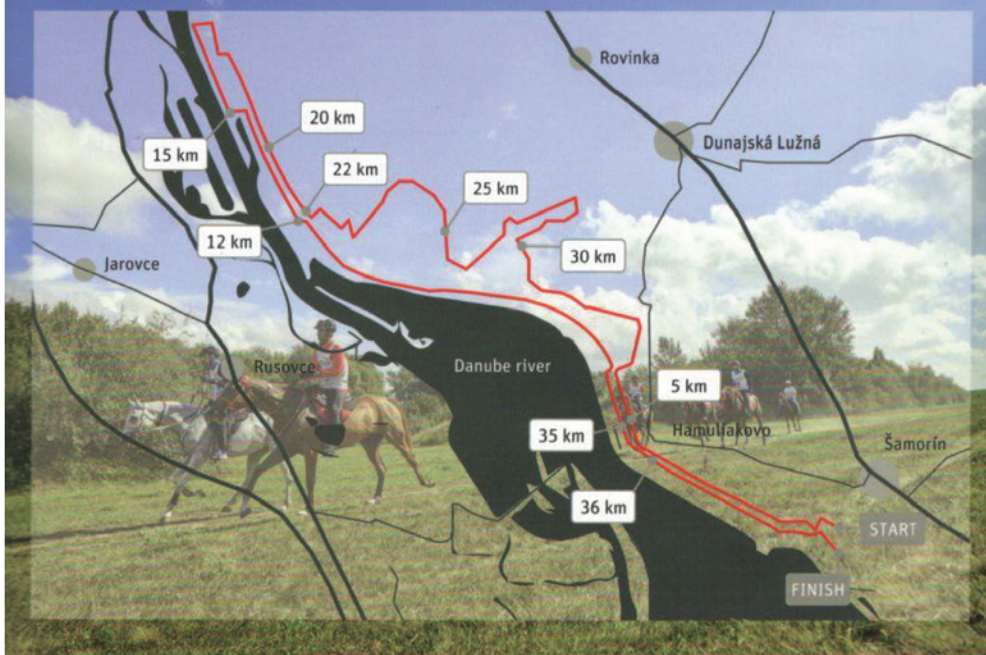 Rovinka
20 km
Dunajská Lužná
15 km
22 km
25 km
12 km
30 km
Jarovce
Rusovce
Danube river
5 km
35 km
Hamuliakovo
Šamorín
36 km
START
FINISH